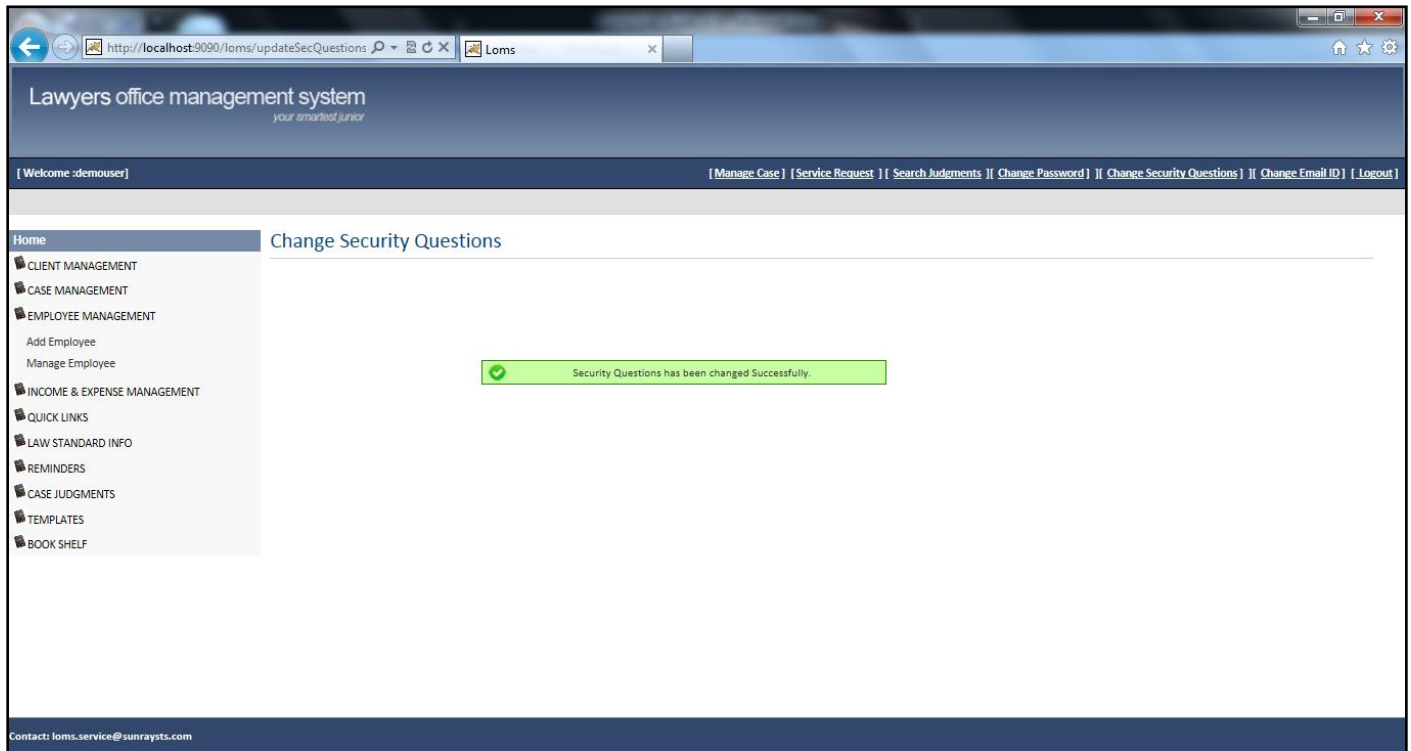 http://localhost:9090/loms/updateSecQuestions
Loms
Lawyers office management system
your smartest junior
[ Welcome :demouser]
[ Manage Case ] [ Service Request ] [ Search Judgments ][ Change Password ] ][ Change Security Questions ] ][ Change Email ID ] [ Logout ]
Home
Change Security Questions
CLIENT MANAGEMENT
CASE MANAGEMENT
EMPLOYEE MANAGEMENT
Add Employee
Manage Employee
Security Questions has been changed Successfully.
INCOME & EXPENSE MANAGEMENT
QUICK LINKS
LAW STANDARD INFO
REMINDERS
CASE JUDGMENTS
TEMPLATES
BOOK SHELF
Contact: loms.service@sunraysts.com